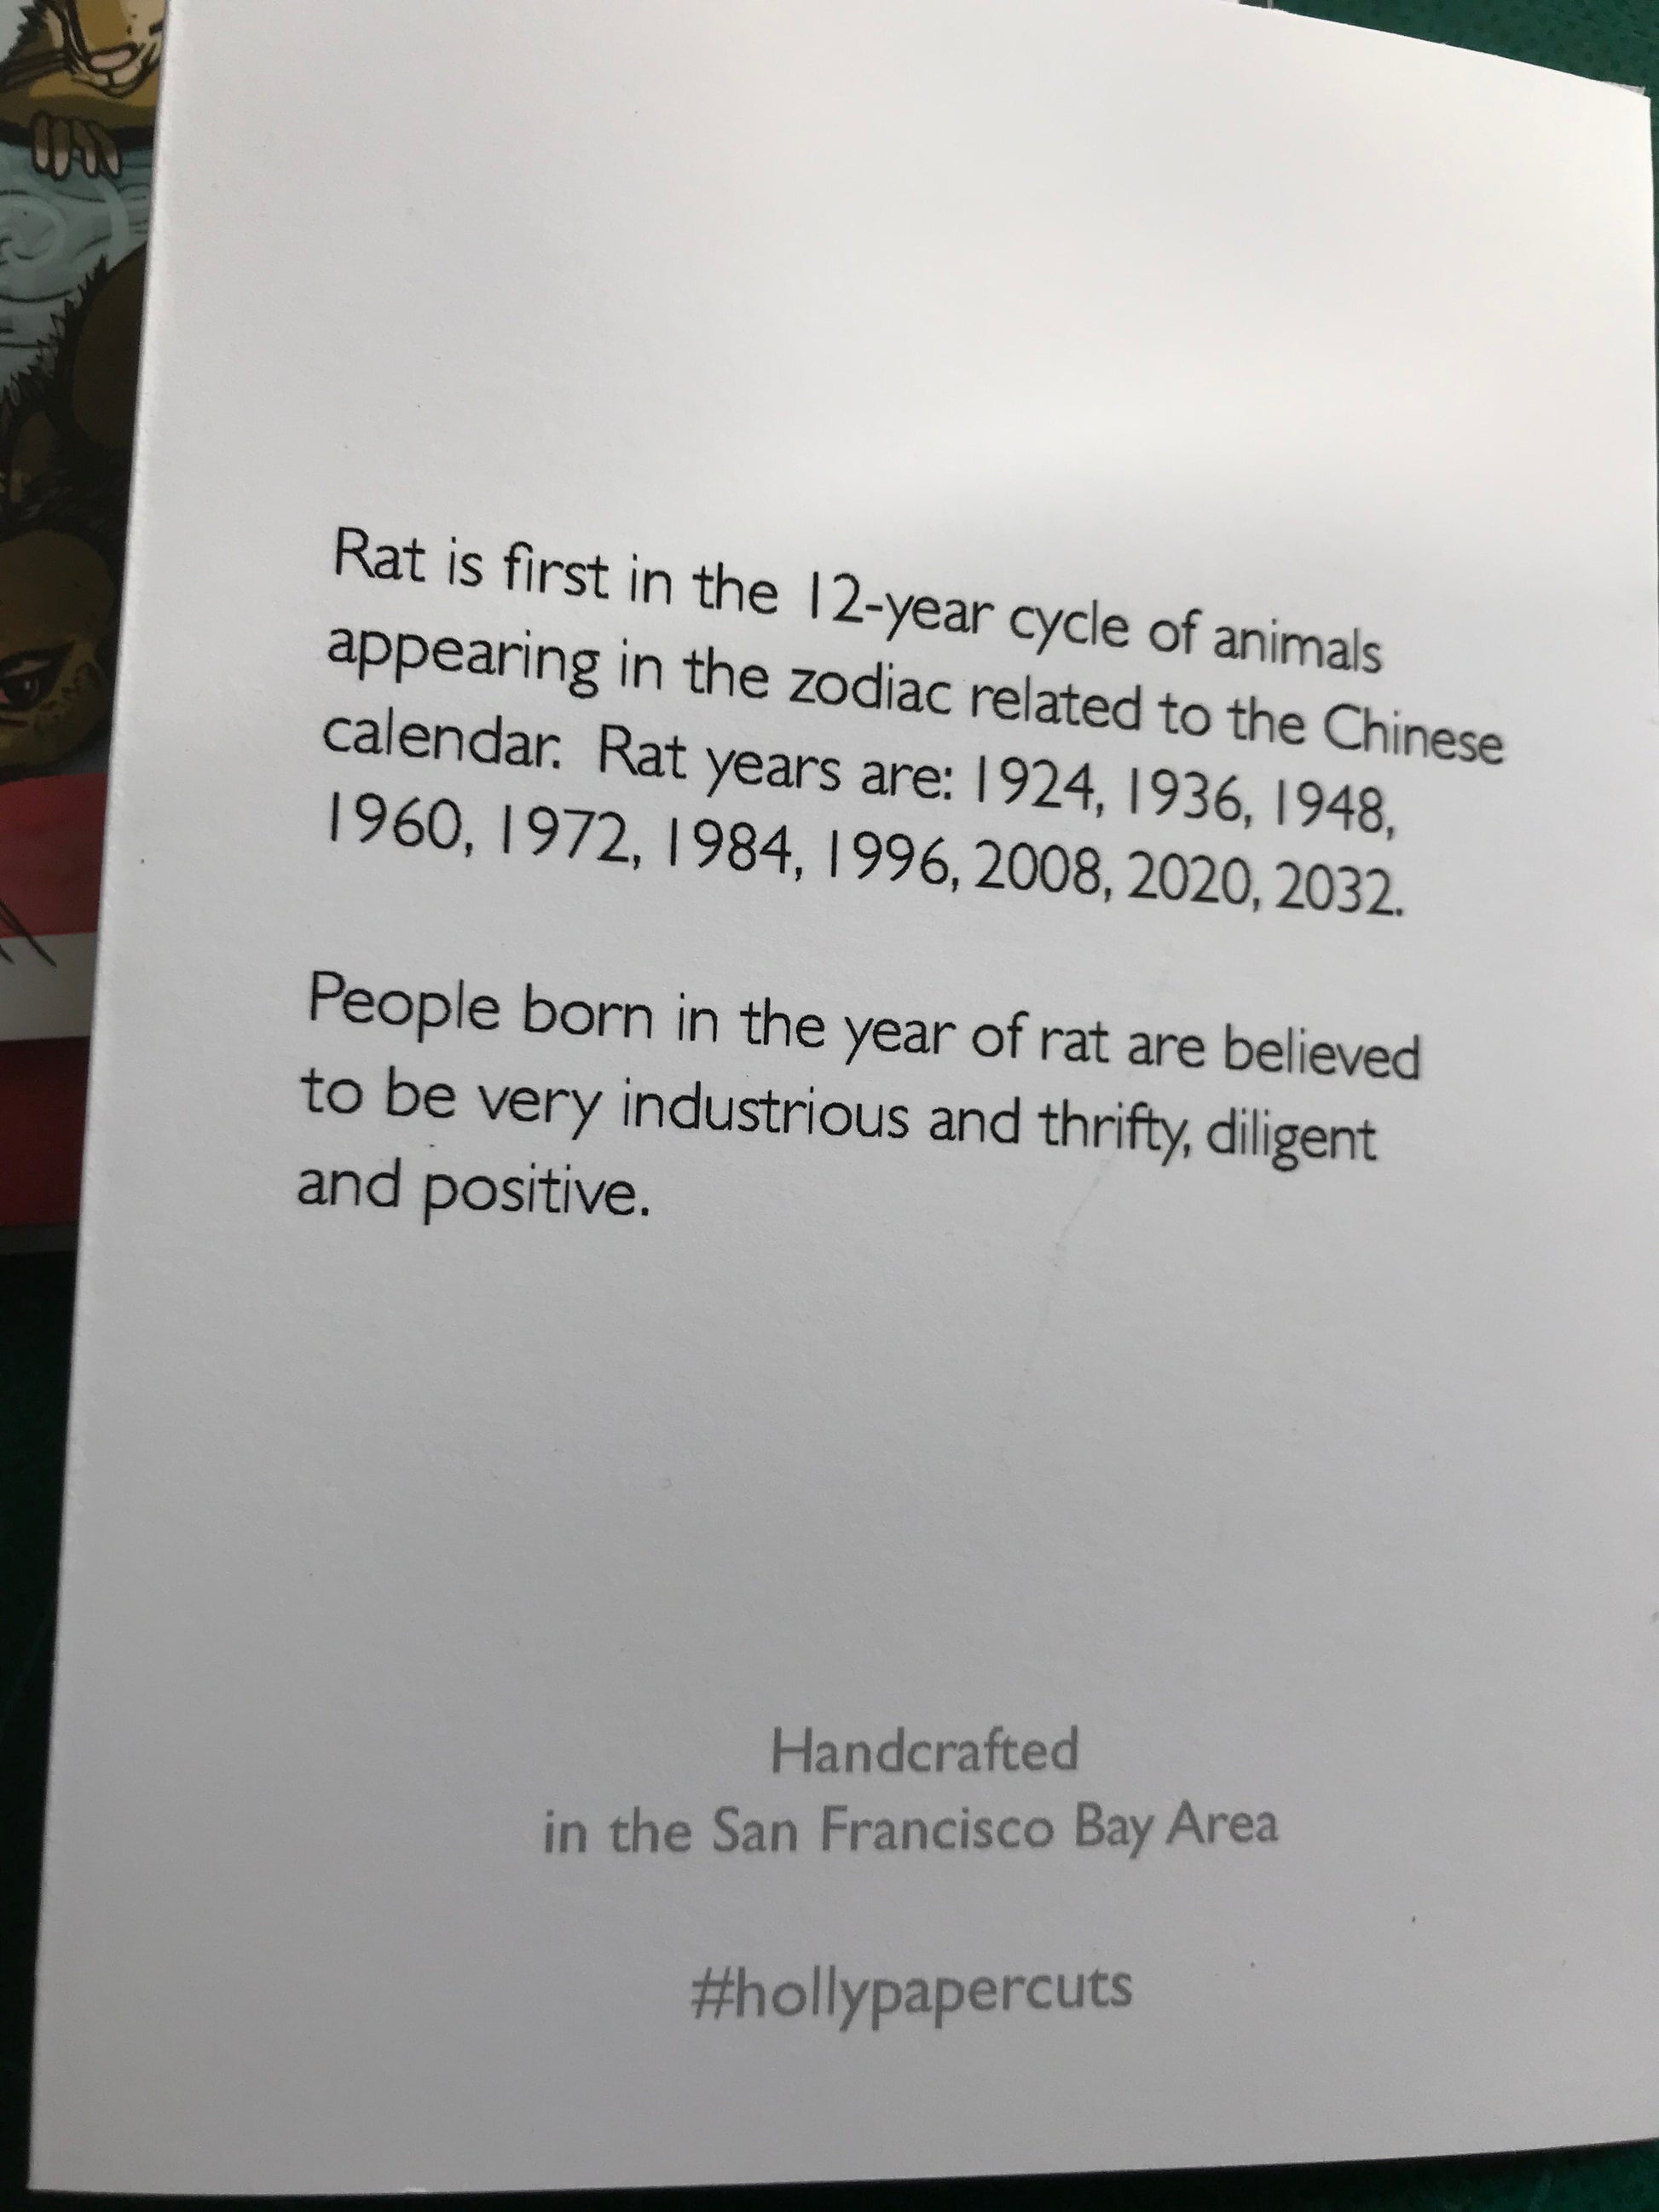 Rat is first in the 12-year cycle of animals
appearing in the zodiac related to the Chinese
calendar. Rat years are: 1924, 1936, 1948,
1960, 1972, 1984, 1996, 2008, 2020, 2032.
People born in the year of rat are believed
to be very industrious and thrifty, diligent
and positive.
Handcrafted
in the San Francisco Bay Area
#hollypapercuts